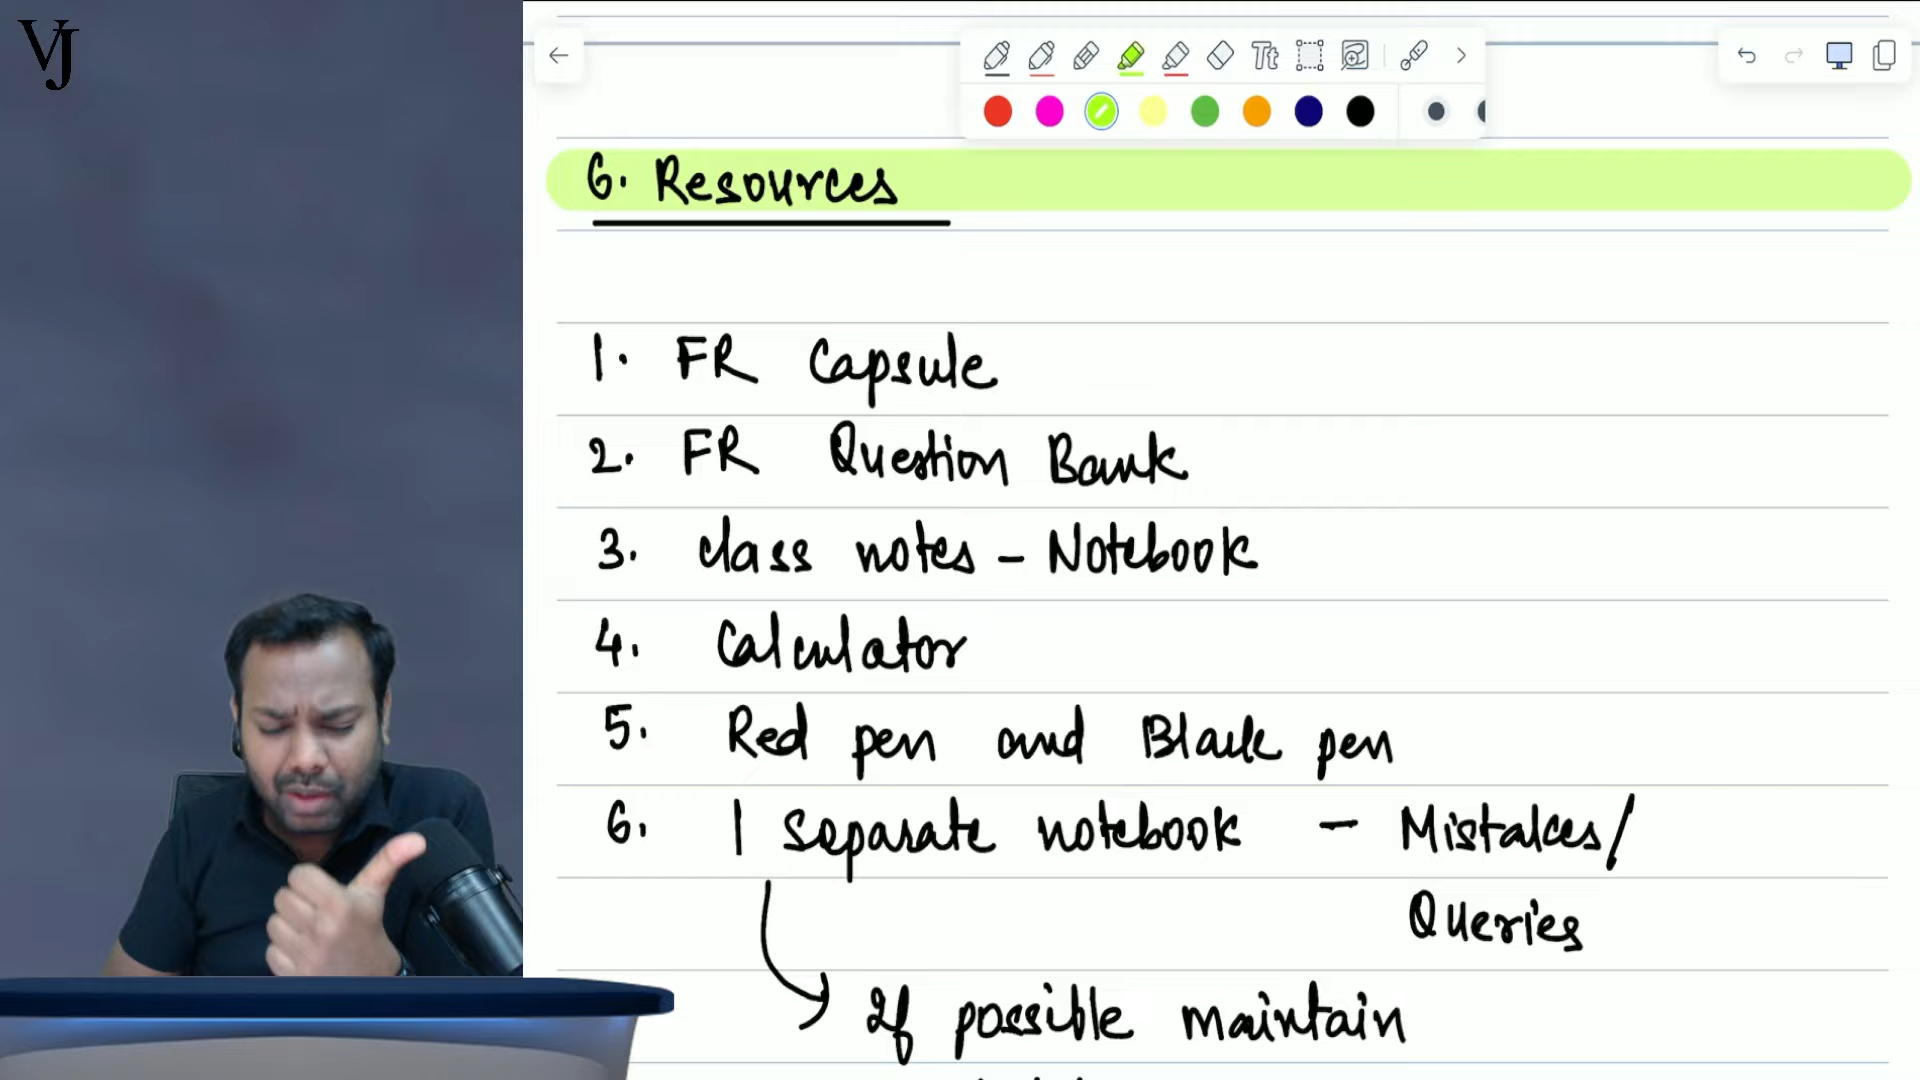 VJ
Tt
6. Resources
1. FR Capsule
2. FR Question Bank
3. class notes - Notebook
4. Calculator
5. Red pen and Black pen
6. 1 separate notebook - Mistakes/
Queries
If possible maintain